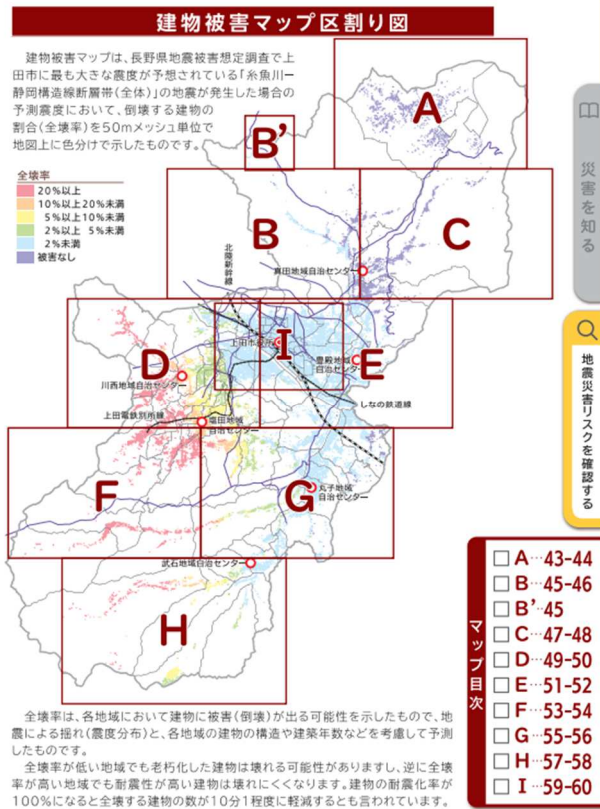 建物被害マップ区割り図
建物被害マップは、長野県地震被害想定調査で上
田市に最も大きな震度が予想されている「糸魚川ー
静岡構造線断層帯(全体)」の地震が発生した場合の
予測震度において、倒壊する建物の
割合(全壊率)を50mメッシュ単位で
地図上に色分けで示したものです。
全壊率
20%以上
10%以上20%未満
5%以上10%未満
2%以上 5%未満
2%未満
被害なし
A
B'
B
C
北陸新幹線
真田地域自治センター
D
I
E
上田市役所
豊殿地域
自治センター
川西地域自治センター
しなの鉄道線
上田電鉄別所線
塩田地域
自治センター
F
G
丸子地域
自治センター
武石地域自治センター
H
災害を知る
地震災害リスクを確認する
マップ目次
A…43-44
B…45-46
B'…45
C…47-48
D…49-50
E…51-52
F…53-54
G…55-56
H…57-58
I…59-60
全壊率は、各地域において建物に被害(倒壊)が出る可能性を示したもので、地
震による揺れ(震度分布)と、各地域の建物の構造や建築年数などを考慮して予測
したものです。
全壊率が低い地域でも老朽化した建物は壊れる可能性がありますし、逆に全壊
率が高い地域でも耐震性が高い建物は壊れにくくなります。建物の耐震化率が
100%になると全壊する建物の数が10分1程度に軽減するとも言われています。